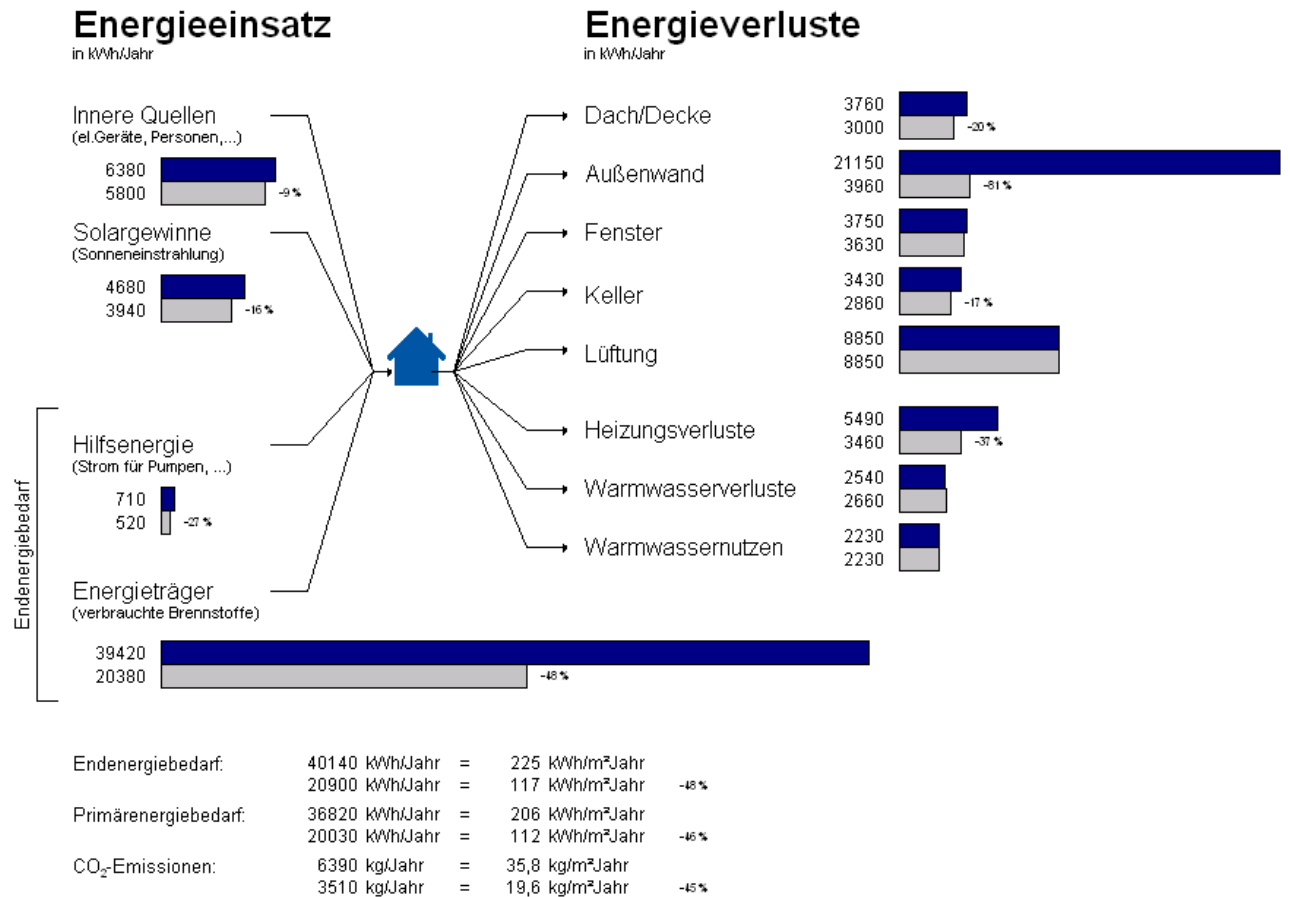 Energieeinsatz
in kWh/Jahr
Innere Quellen
(el.Geräte, Personen,...)
6380
5800 -9 %
Solargewinne
(Sonneneinstrahlung)
4680
3940 -16 %
Endenergiebedarf
Hilfsenergie
(Strom für Pumpen, ...)
710
520 -27 %
Energieträger
(verbrauchte Brennstoffe)
39420
20380 -48 %
Energieverluste
in kWh/Jahr
Dach/Decke
3760
3000 -20 %
Außenwand
21150
3960 -81 %
Fenster
3750
3630
Keller
3430
2860 -17 %
Lüftung
8850
8850
Heizungsverluste
5490
3460 -37 %
Warmwasserverluste
2540
2660
Warmwassernutzen
2230
2230
Endenergiebedarf: 40140 kWh/Jahr = 225 kWh/m²Jahr
20900 kWh/Jahr = 117 kWh/m²Jahr -48 %
Primärenergiebedarf: 36820 kWh/Jahr = 206 kWh/m²Jahr
20030 kWh/Jahr = 112 kWh/m²Jahr -46 %
CO₂-Emissionen: 6390 kg/Jahr = 35,8 kg/m²Jahr
3510 kg/Jahr = 19,6 kg/m²Jahr -45 %